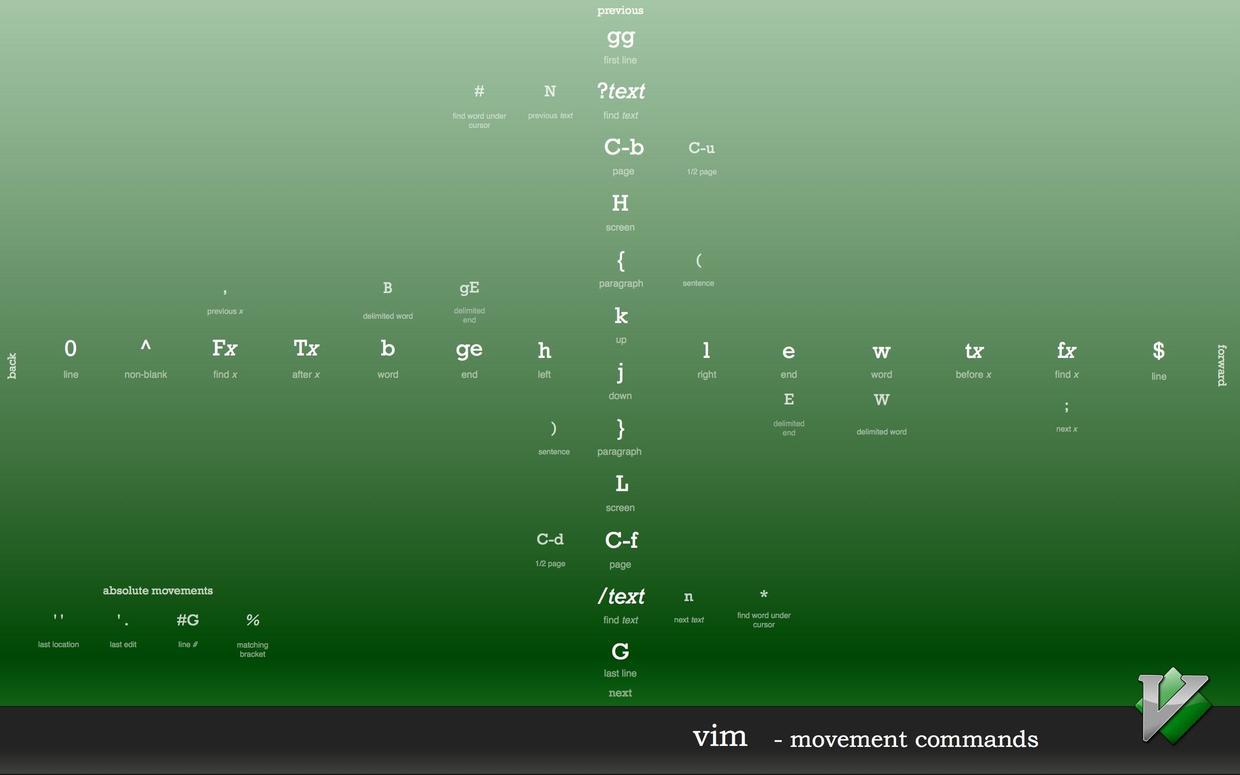 previous
gg
first line
# N ?text
find word under cursor previous text find text
C-b C-u
page 1/2 page
H
screen
{ (
paragraph sentence
, B gE
previous x delimited word delimited end
k
up
back 0 ^ Fx Tx b ge h l e w tx fx $ forward
line non-blank find x after x word end left right end word before x find x line
j
down
E W ;
delimited end delimited word next x
) }
sentence paragraph
L
screen
C-d C-f
1/2 page page
absolute movements
/text n *
find text next text find word under cursor
'' '. #G %
last location last edit line # matching bracket
G
last line
next
vim - movement commands